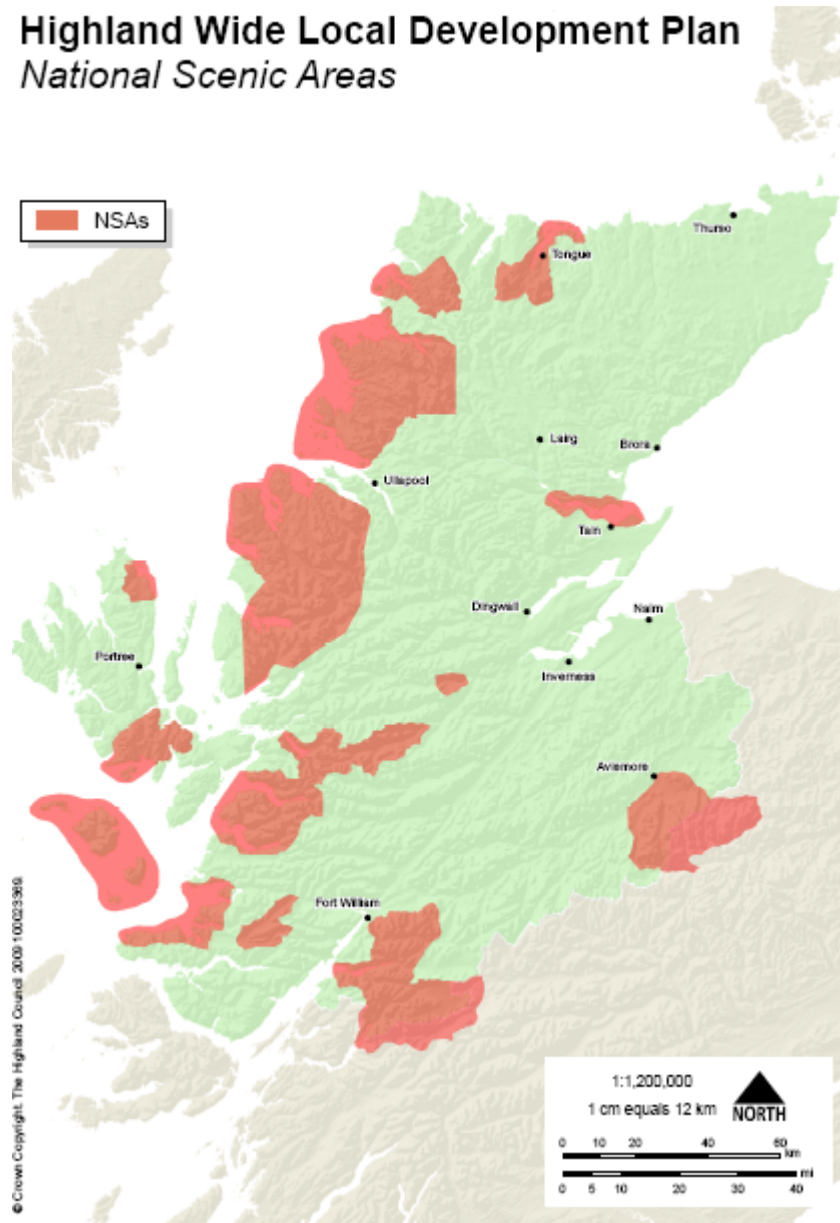 Highland Wide Local Development Plan
National Scenic Areas
NSAs
Thurso
Tongue
Lairg
Brora
Ullapool
Tain
Dingwall
Nairn
Portree
Inverness
Aviemore
Fort William
1:1,200,000
1 cm equals 12 km
NORTH
0 10 20 40 60
km
mi
0 5 10 20 30 40
© Crown Copyright. The Highland Council 2009 100023369